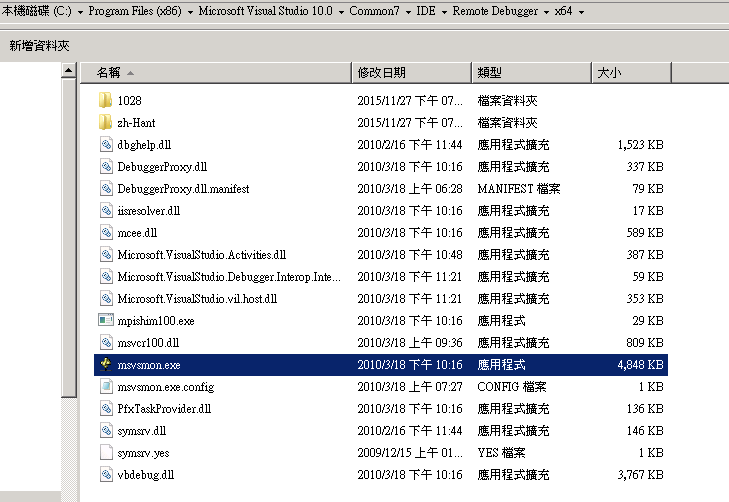 本機磁碟 (C:) ▸ Program Files (x86) ▸ Microsoft Visual Studio 10.0 ▸ Common7 ▸ IDE ▸ Remote Debugger ▸ x64 ▸
新增資料夾
名稱 修改日期 類型 大小
1028 2015/11/27 下午 07... 檔案資料夾
zh-Hant 2015/11/27 下午 07... 檔案資料夾
dbghelp.dll 2010/2/16 下午 11:44 應用程式擴充 1,523 KB
DebuggerProxy.dll 2010/3/18 下午 10:16 應用程式擴充 337 KB
DebuggerProxy.dll.manifest 2010/3/18 上午 06:28 MANIFEST 檔案 79 KB
iisresolver.dll 2010/3/18 下午 10:16 應用程式擴充 17 KB
mcee.dll 2010/3/18 下午 10:16 應用程式擴充 589 KB
Microsoft.VisualStudio.Activities.dll 2010/3/18 下午 10:48 應用程式擴充 387 KB
Microsoft.VisualStudio.Debugger.Interop.Inte... 2010/3/18 下午 11:21 應用程式擴充 59 KB
Microsoft.VisualStudio.vil.host.dll 2010/3/18 下午 11:21 應用程式擴充 353 KB
mpishim100.exe 2010/3/18 下午 10:16 應用程式 29 KB
msvcr100.dll 2010/3/18 上午 09:36 應用程式擴充 809 KB
msvsmon.exe 2010/3/18 下午 10:16 應用程式 4,848 KB
msvsmon.exe.config 2010/3/18 上午 07:27 CONFIG 檔案 1 KB
PfxTaskProvider.dll 2010/3/18 下午 10:16 應用程式擴充 136 KB
symsrv.dll 2010/2/16 下午 11:44 應用程式擴充 146 KB
symsrv.yes 2009/12/15 上午 01... YES 檔案 1 KB
vbdebug.dll 2010/3/18 下午 10:16 應用程式擴充 3,767 KB